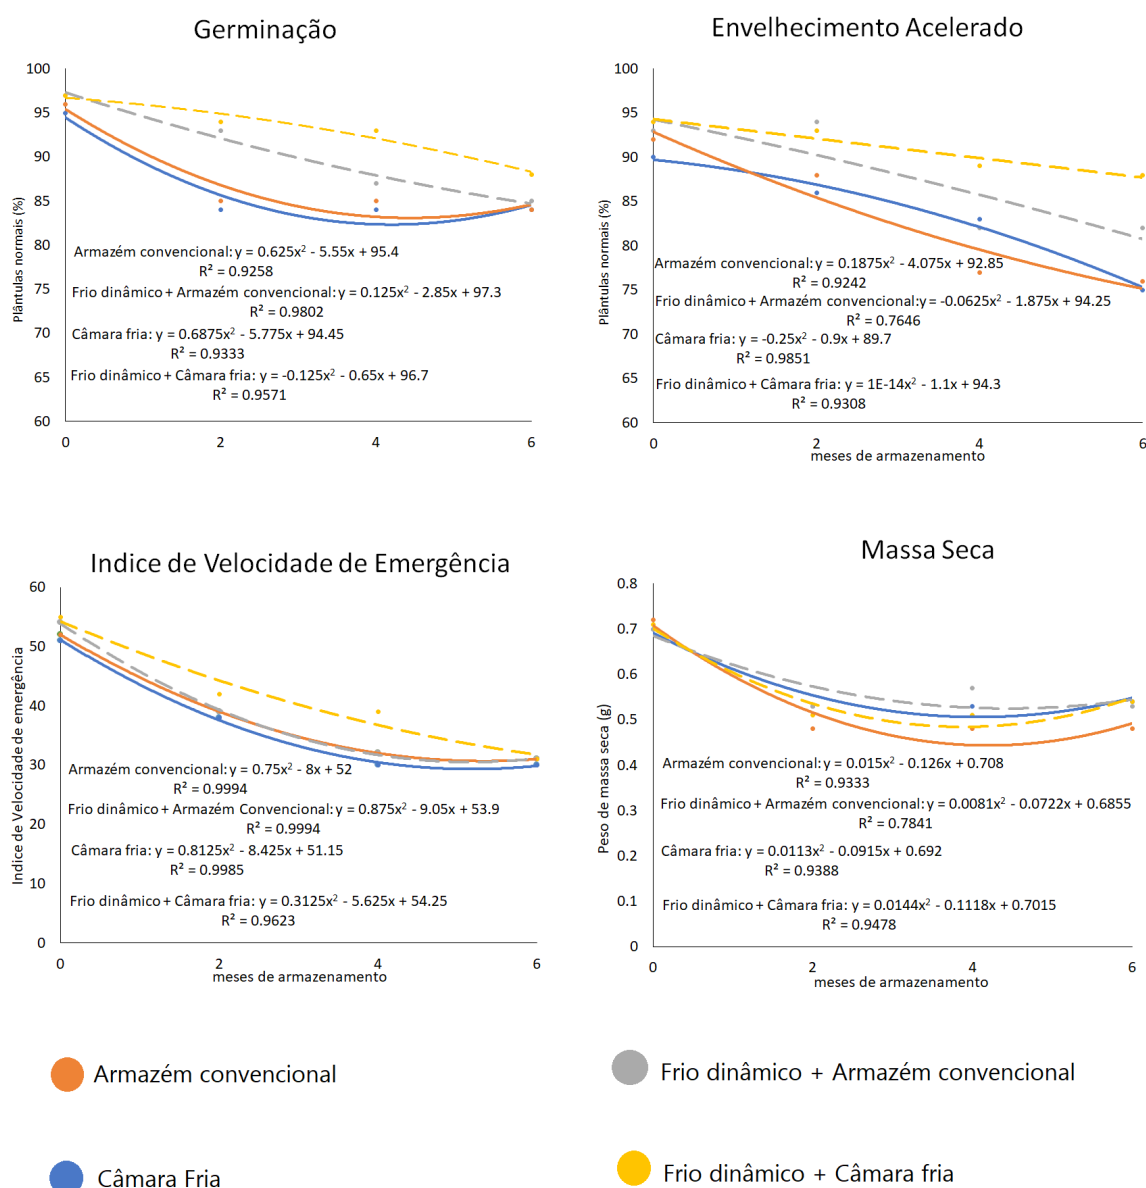 Germinação
Plântulas normais (%)
100
95
90
85
80
75
70
65
60
0
2
4
6
Armazém convencional: y = 0.625x² - 5.55x + 95.4
R² = 0.9258
Frio dinâmico + Armazém convencional: y = 0.125x² - 2.85x + 97.3
R² = 0.9802
Câmara fria: y = 0.6875x² - 5.775x + 94.45
R² = 0.9333
Frio dinâmico + Câmara fria: y = -0.125x² - 0.65x + 96.7
R² = 0.9571
Envelhecimento Acelerado
Plântulas normais (%)
100
95
90
85
80
75
70
65
60
0
2
4
6
meses de armazenamento
Armazém convencional: y = 0.1875x² - 4.075x + 92.85
R² = 0.9242
Frio dinâmico + Armazém convencional:y = -0.0625x² - 1.875x + 94.25
R² = 0.7646
Câmara fria: y = -0.25x² - 0.9x + 89.7
R² = 0.9851
Frio dinâmico + Câmara fria: y = 1E-14x² - 1.1x + 94.3
R² = 0.9308
Indice de Velocidade de Emergência
Indice de Velocidade de emergência
60
50
40
30
20
10
0
0
2
4
6
meses de armazenamento
Armazém convencional: y = 0.75x² - 8x + 52
R² = 0.9994
Frio dinâmico + Armazém Convencional: y = 0.875x² - 9.05x + 53.9
R² = 0.9994
Câmara fria: y = 0.8125x² - 8.425x + 51.15
R² = 0.9985
Frio dinâmico + Câmara fria: y = 0.3125x² - 5.625x + 54.25
R² = 0.9623
Massa Seca
Peso de massa seca (g)
0.8
0.7
0.6
0.5
0.4
0.3
0.2
0.1
0
0
2
4
6
meses de armazenamento
Armazém convencional: y = 0.015x² - 0.126x + 0.708
R² = 0.9333
Frio dinâmico + Armazém convencional: y = 0.0081x² - 0.0722x + 0.6855
R² = 0.7841
Câmara fria: y = 0.0113x² - 0.0915x + 0.692
R² = 0.9388
Frio dinâmico + Câmara fria: y = 0.0144x² - 0.1118x + 0.7015
R² = 0.9478
Armazém convencional
Frio dinâmico + Armazém convencional
Câmara Fria
Frio dinâmico + Câmara fria